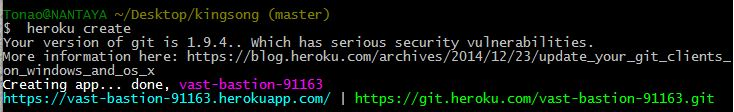 Tonao@NANTAYA ~/Desktop/kingsong (master)
$  heroku create
Your version of git is 1.9.4.. Which has serious security vulnerabilities.
More information here: https://blog.heroku.com/archives/2014/12/23/update_your_git_clients_
on_windows_and_os_x
Creating app... done, vast-bastion-91163
https://vast-bastion-91163.herokuapp.com/ | https://git.heroku.com/vast-bastion-91163.git